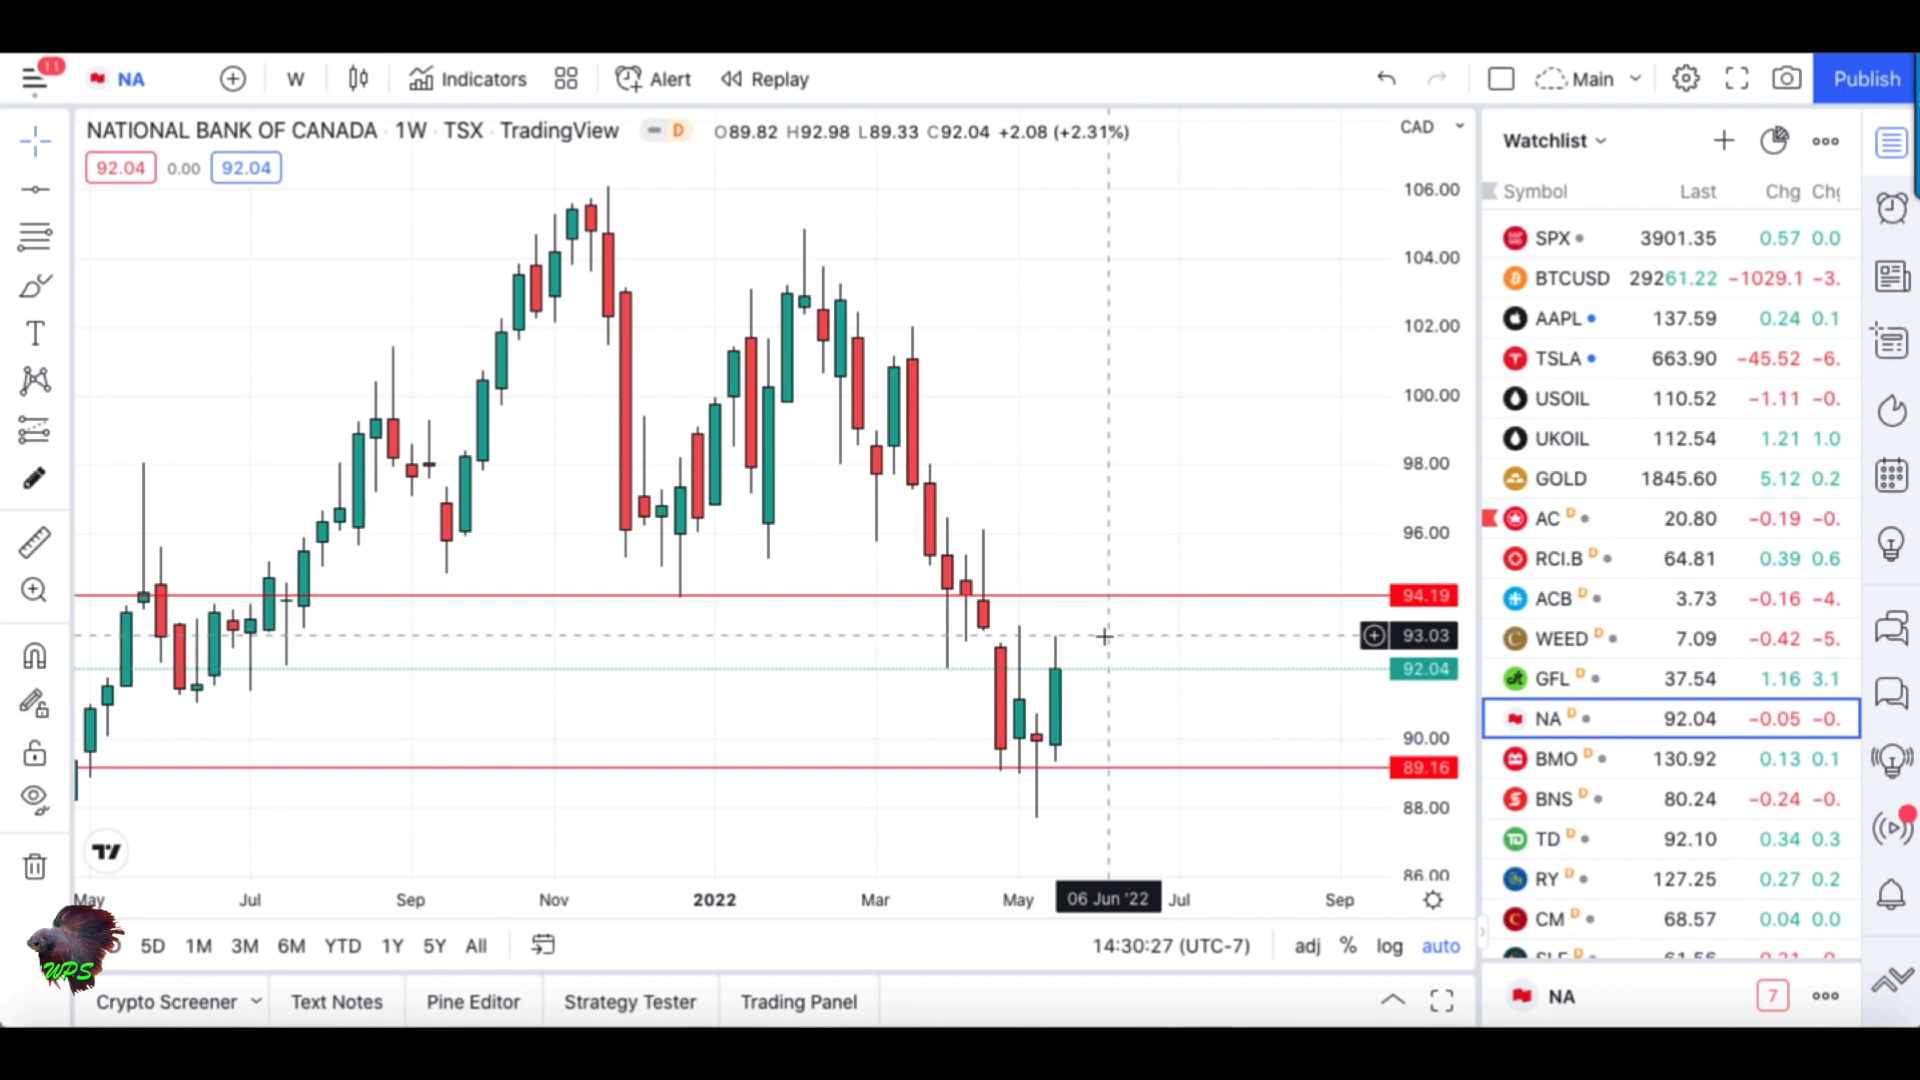 11 NA W Indicators Alert Replay Main Publish
NATIONAL BANK OF CANADA · 1W · TSX · TradingView D O89.82 H92.98 L89.33 C92.04 +2.08 (+2.31%)
92.04 0.00 92.04
CAD
106.00
104.00
102.00
100.00
98.00
96.00
94.19
93.03
92.04
90.00
89.16
88.00
86.00
May Jul Sep Nov 2022 Mar May 06 Jun '22 Jul Sep
5D 1M 3M 6M YTD 1Y 5Y All 14:30:27 (UTC-7) adj % log auto
WPS
Crypto Screener Text Notes Pine Editor Strategy Tester Trading Panel
Watchlist
Symbol Last Chg Chg
SPX 3901.35 0.57 0.0
BTCUSD 29261.22 −1029.1 −3.
AAPL 137.59 0.24 0.1
TSLA 663.90 −45.52 −6.
USOIL 110.52 −1.11 −0.
UKOIL 112.54 1.21 1.0
GOLD 1845.60 5.12 0.2
AC D 20.80 −0.19 −0.
RCI.B D 64.81 0.39 0.6
ACB D 3.73 −0.16 −4.
WEED D 7.09 −0.42 −5.
GFL D 37.54 1.16 3.1
NA D 92.04 −0.05 −0.
BMO D 130.92 0.13 0.1
BNS D 80.24 −0.24 −0.
TD D 92.10 0.34 0.3
RY D 127.25 0.27 0.2
CM D 68.57 0.04 0.0
NA 7